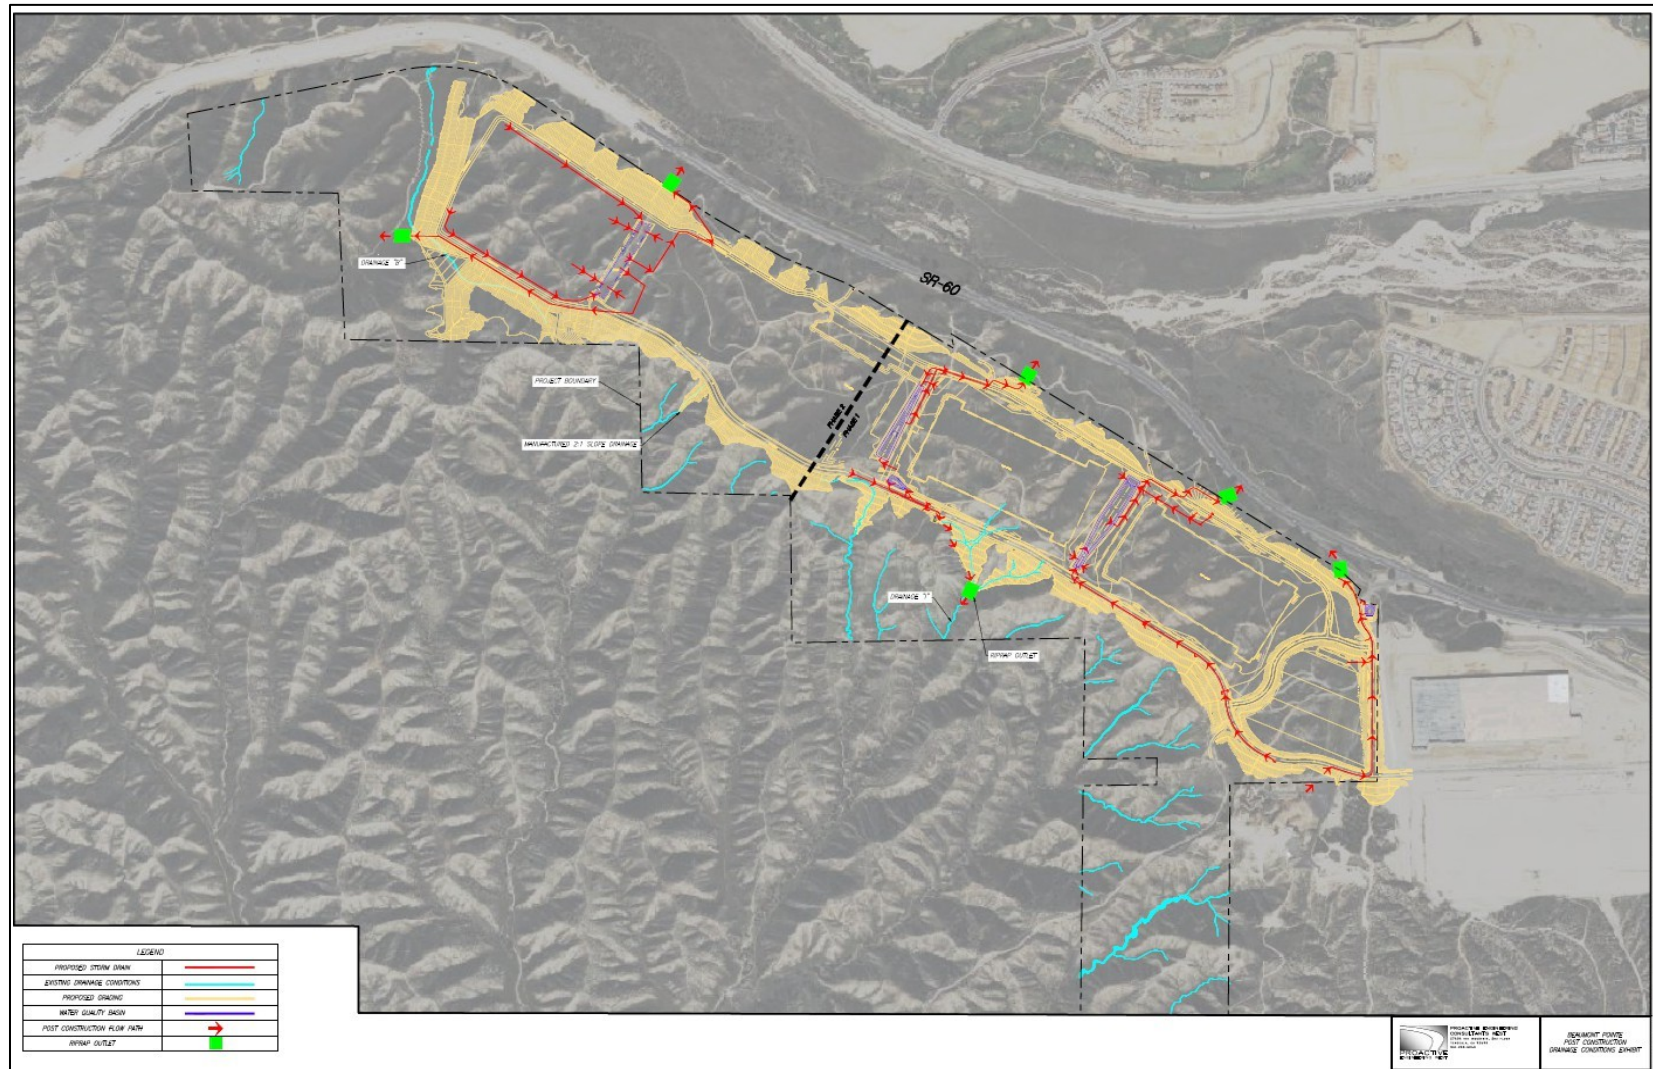 SR-60
DRAINAGE "B"
PROJECT BOUNDARY
PHASE 2
PHASE 1
MANUFACTURED 2:1 SLOPE DRAINAGE
DRAINAGE "I"
RIPRAP OUTLET
LEGEND
PROPOSED STORM DRAIN
EXISTING DRAINAGE CONDITIONS
PROPOSED GRADING
WATER QUALITY BASIN
POST CONSTRUCTION FLOW PATH
RIPRAP OUTLET
PROACTIVE
PROACTIVE ENGINEERING
CONSULTANTS WEST
BEAUMONT POINTE
POST CONSTRUCTION
DRAINAGE CONDITIONS EXHIBIT